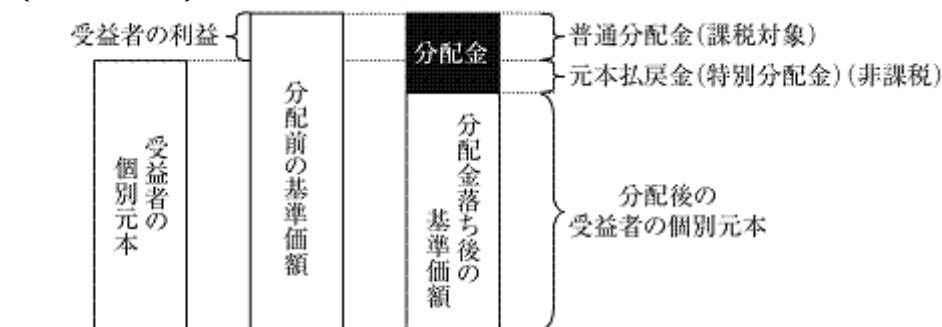 受益者の利益
分配金
普通分配金(課税対象)
元本払戻金(特別分配金)(非課税)
受益者の
個別元本
分配前の基準価額
分配金落ち後の
基準価額
分配後の
受益者の個別元本